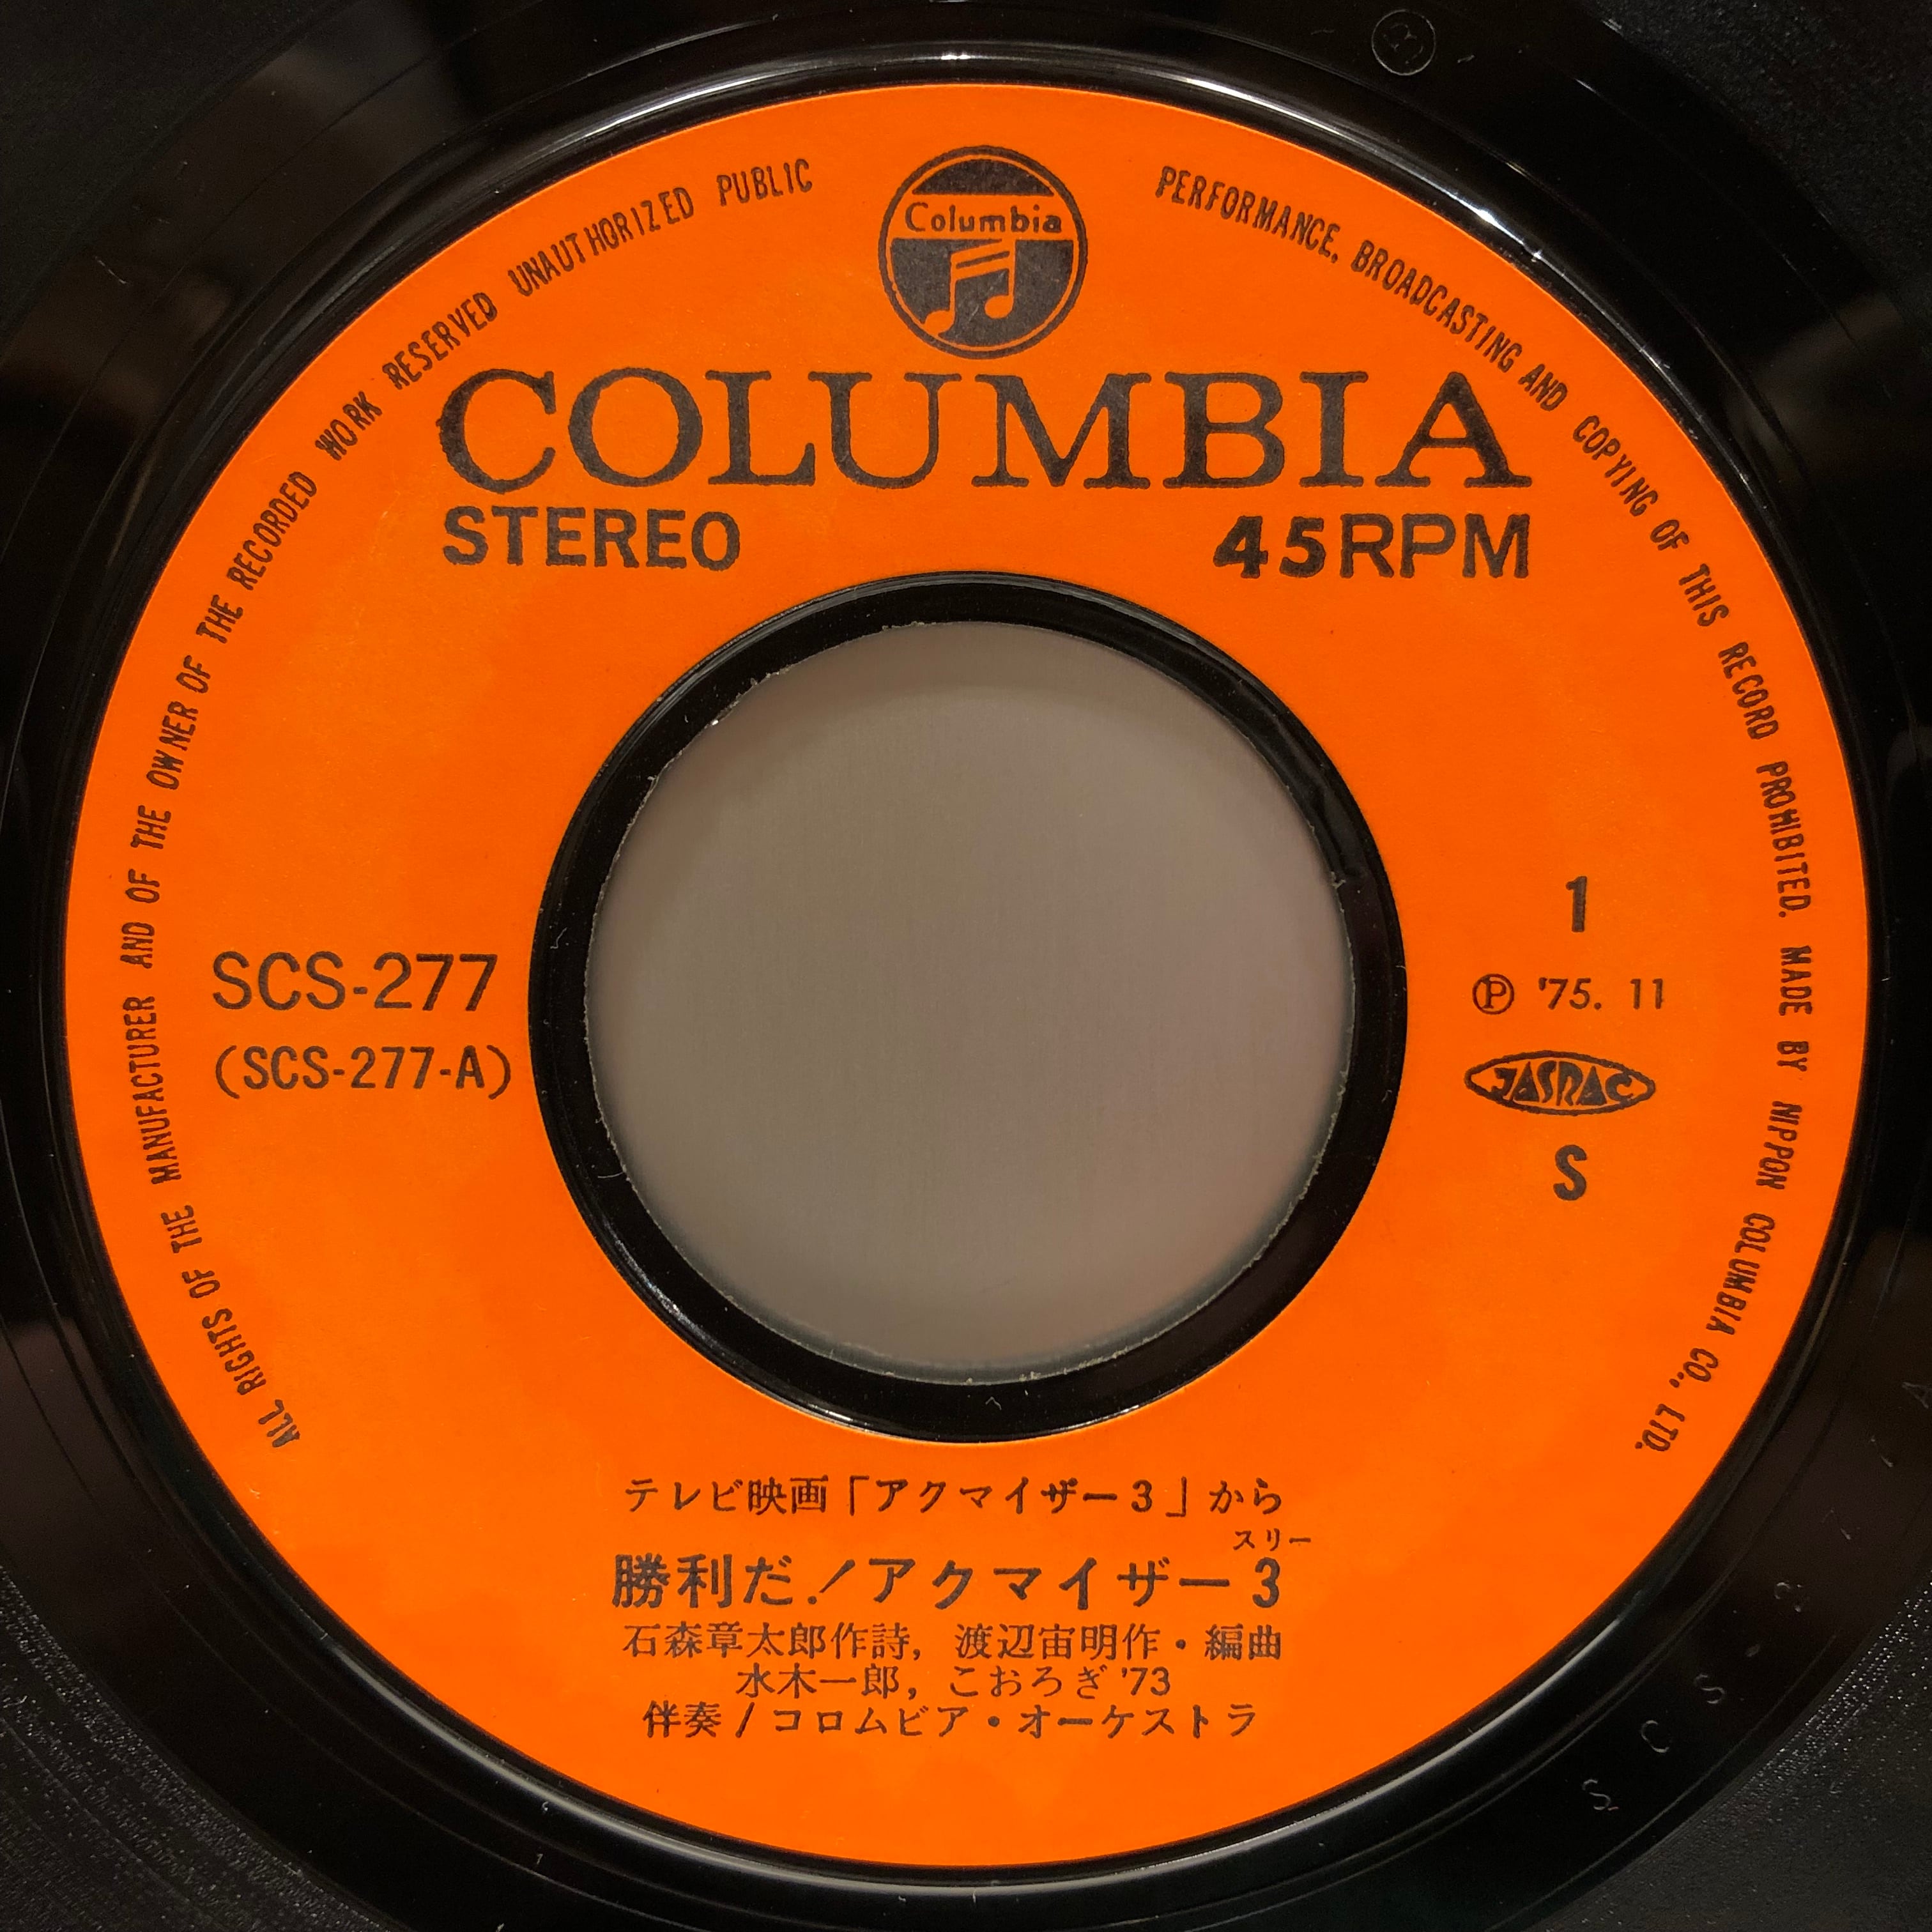 ALL RIGHTS OF THE MANUFACTURER AND OF THE OWNER OF THE RECORDED WORK RESERVED UNAUTHORIZED PUBLIC PERFORMANCE, BROADCASTING AND COPYING OF THIS RECORD PROHIBITED. MADE BY NIPPON COLUMBIA CO., LTD.
Columbia
COLUMBIA
STEREO 45RPM
SCS-277
(SCS-277-A)
1
Ⓟ '75. 11
JASRAC
S
テレビ映画「アクマイザー3」から
スリー
勝利だ!アクマイザー3
石森章太郎作詩, 渡辺宙明作・編曲
水木一郎, こおろぎ'73
伴奏/コロムビア・オーケストラ